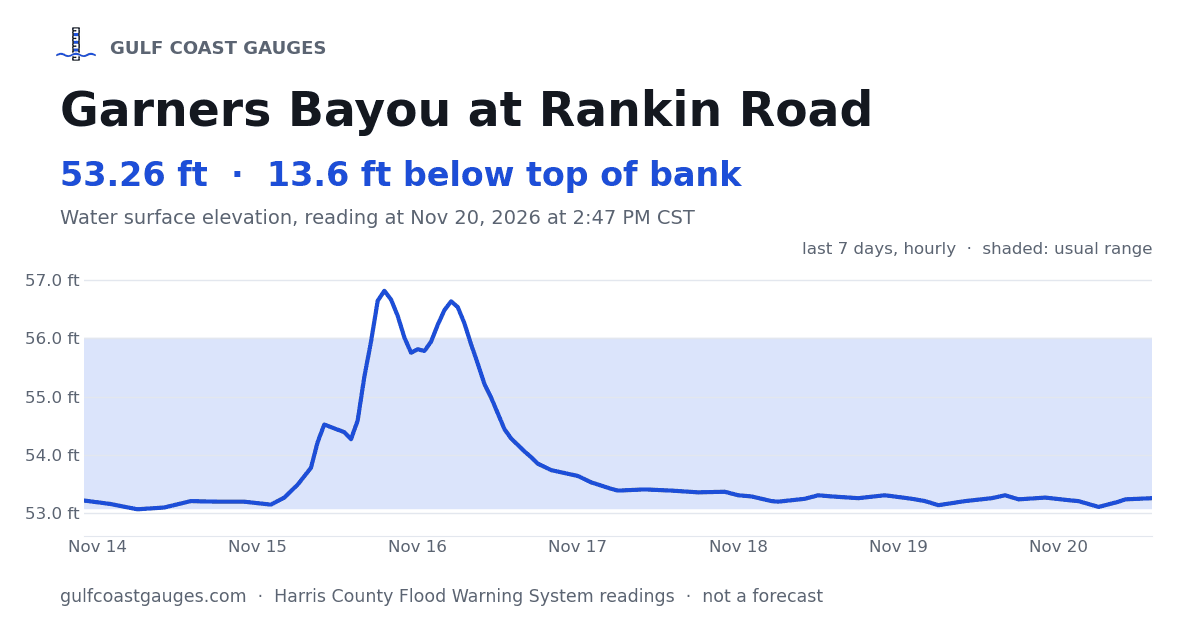 GULF COAST GAUGES
Garners Bayou at Rankin Road
53.26 ft · 13.6 ft below top of bank
Water surface elevation, reading at Nov 20, 2026 at 2:47 PM CST
last 7 days, hourly · shaded: usual range
57.0 ft
56.0 ft
55.0 ft
54.0 ft
53.0 ft
Nov 14 Nov 15 Nov 16 Nov 17 Nov 18 Nov 19 Nov 20
gulfcoastgauges.com · Harris County Flood Warning System readings · not a forecast